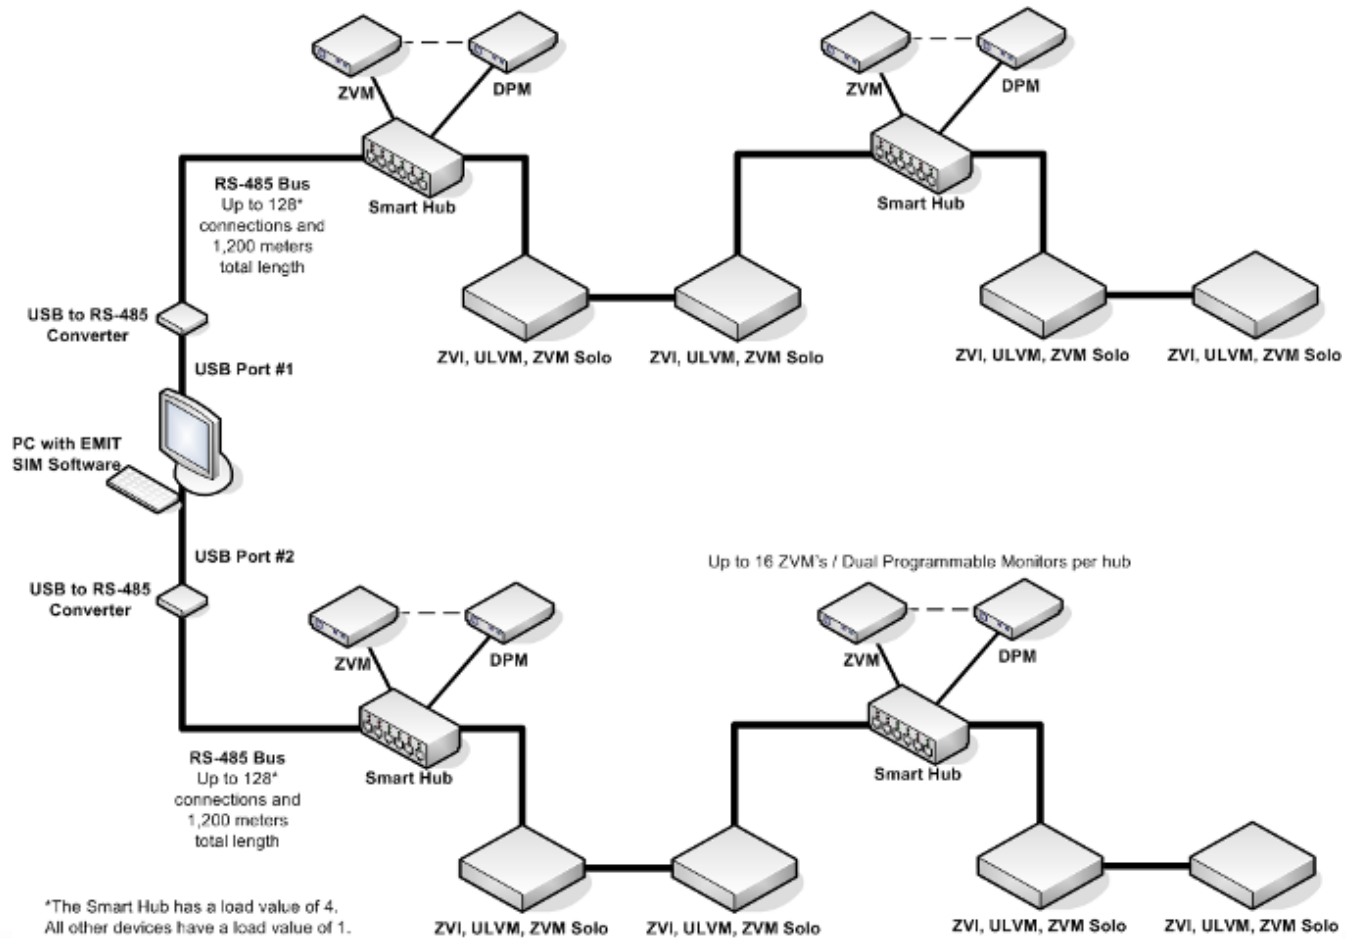 ZVM
DPM
Smart Hub
RS-485 Bus
Up to 128*
connections and
1,200 meters
total length
ZVM
DPM
Smart Hub
USB to RS-485
Converter
USB Port #1
ZVI, ULVM, ZVM Solo
ZVI, ULVM, ZVM Solo
ZVI, ULVM, ZVM Solo
ZVI, ULVM, ZVM Solo
PC with EMIT
SIM Software
USB Port #2
USB to RS-485
Converter
Up to 16 ZVM's / Dual Programmable Monitors per hub
ZVM
DPM
Smart Hub
ZVM
DPM
Smart Hub
RS-485 Bus
Up to 128*
connections and
1,200 meters
total length
ZVI, ULVM, ZVM Solo
ZVI, ULVM, ZVM Solo
ZVI, ULVM, ZVM Solo
ZVI, ULVM, ZVM Solo
*The Smart Hub has a load value of 4.
All other devices have a load value of 1.